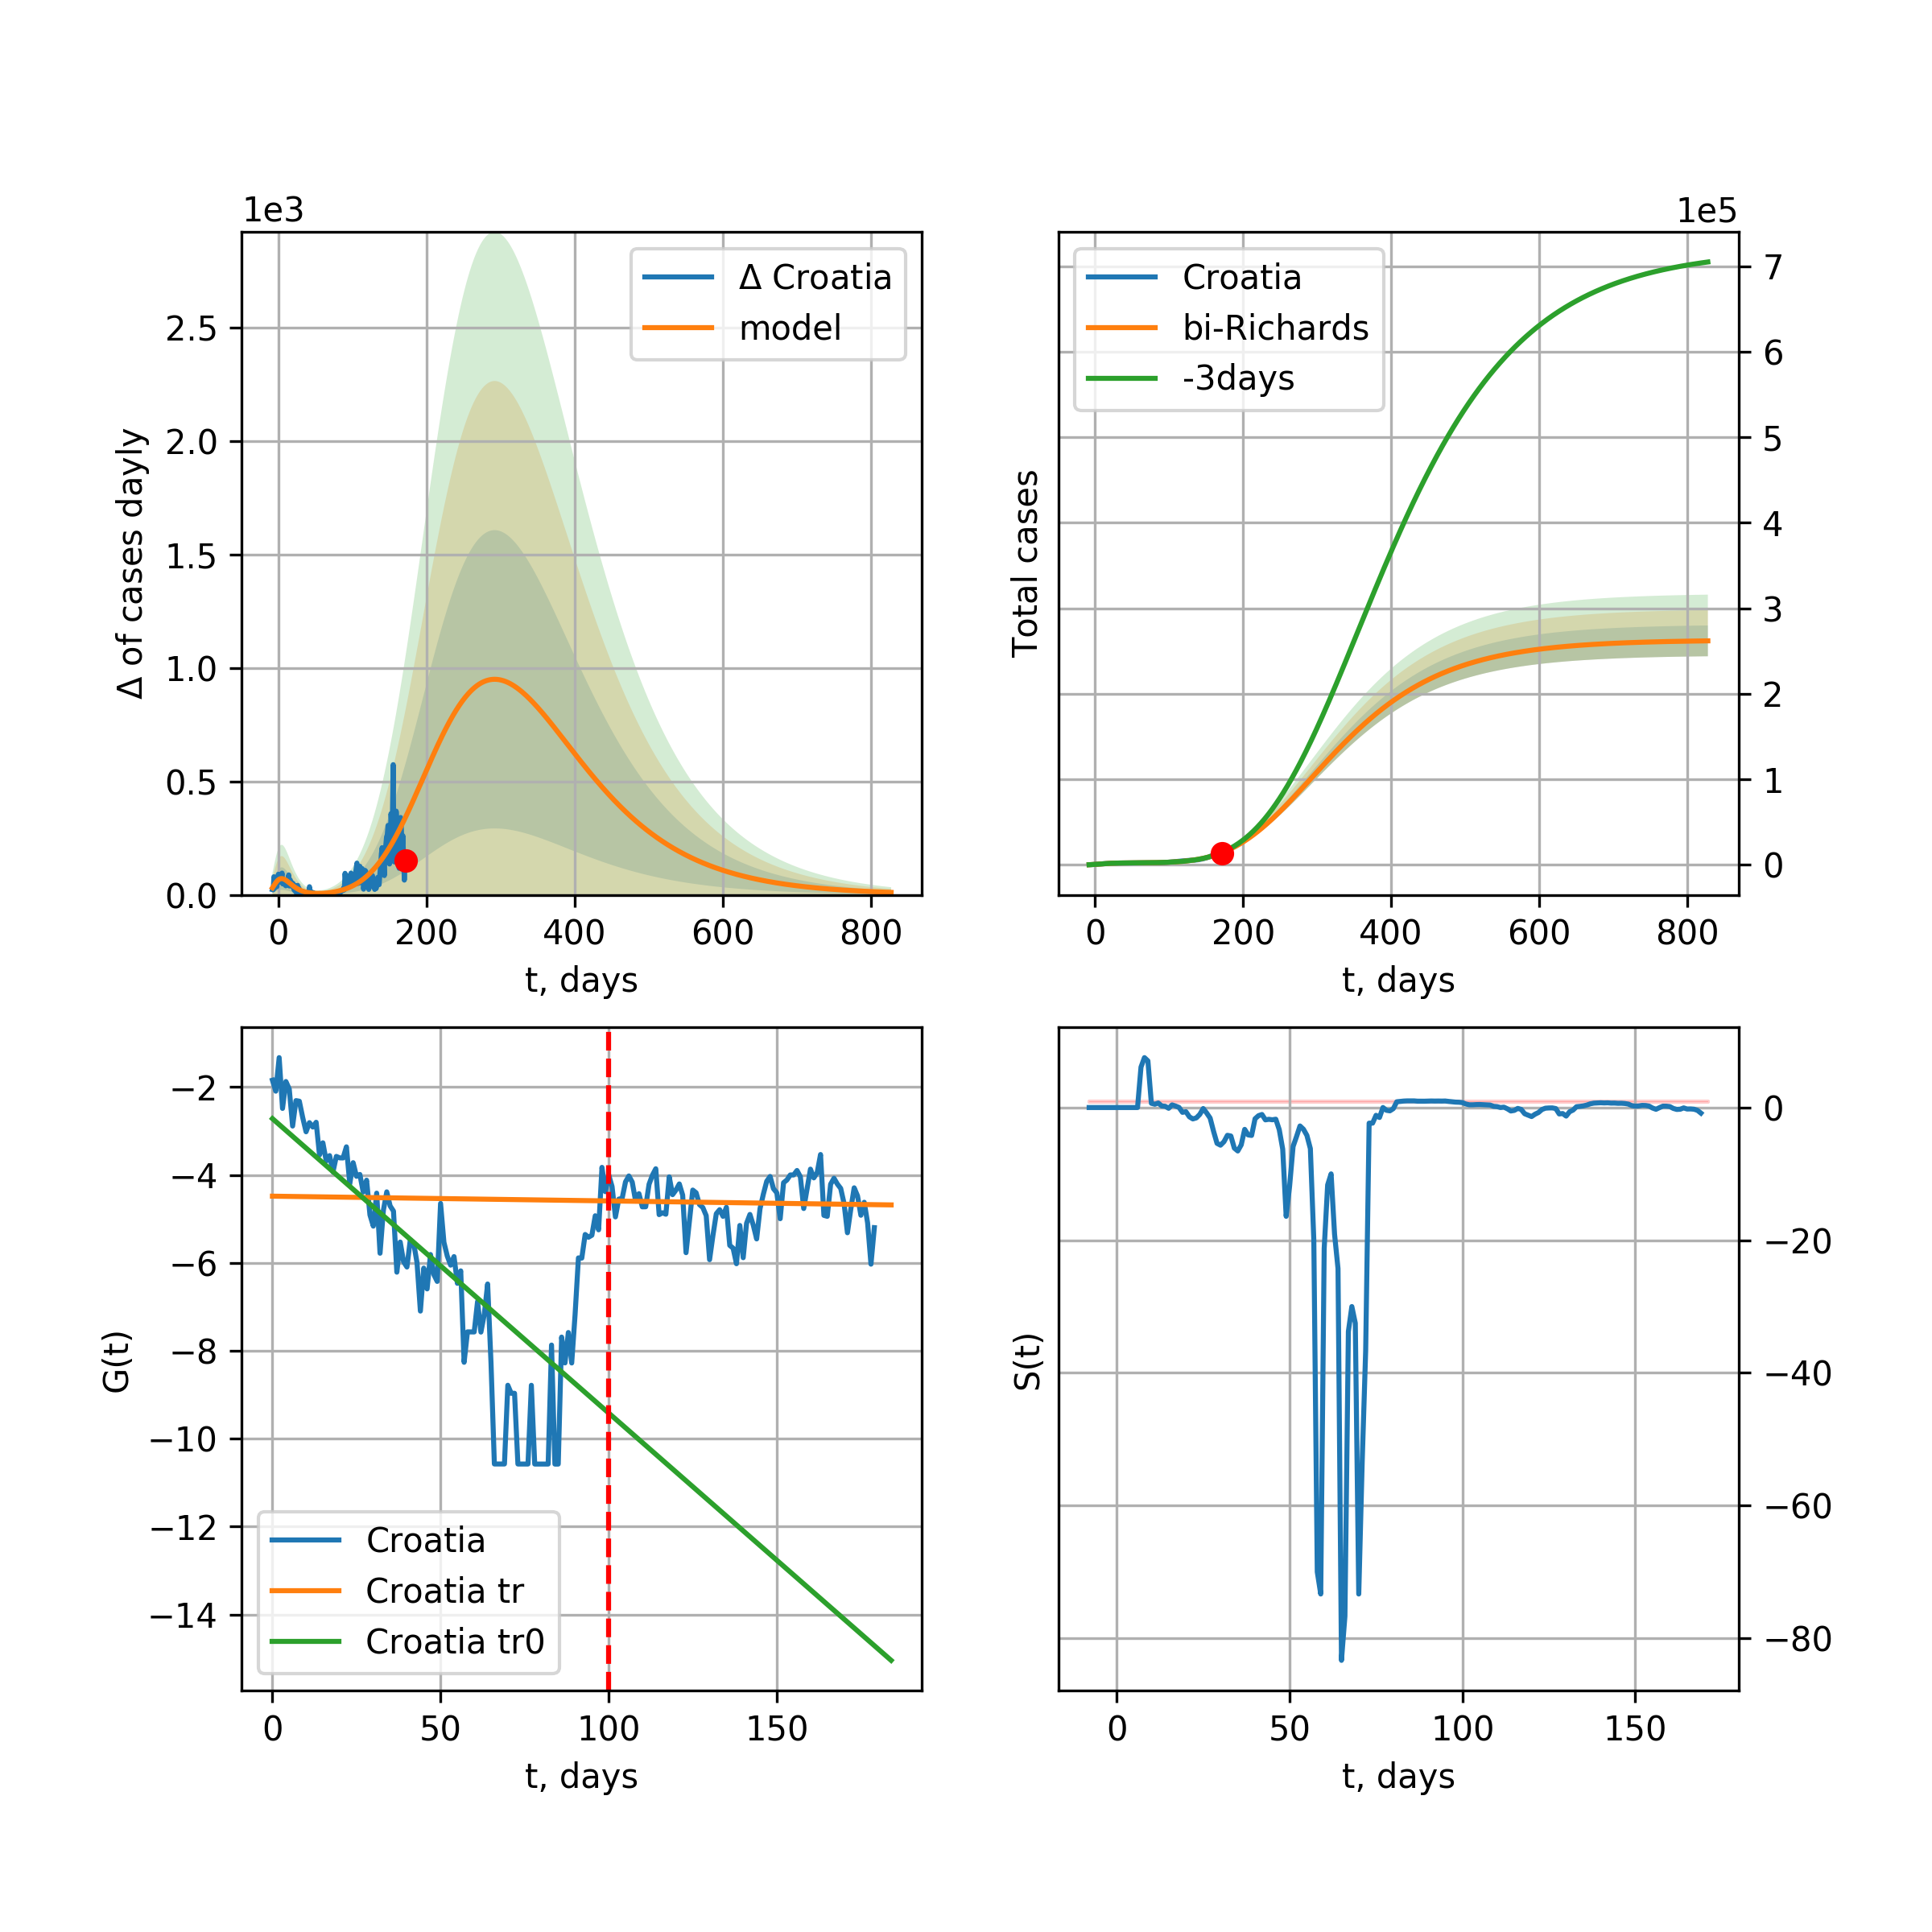 1e3
Δ of cases dayly
2.5
2.0
1.5
1.0
0.5
0.0
Δ Croatia
model
0 200 400 600 800
t, days
1e5
Total cases
Croatia
bi-Richards
-3days
7
6
5
4
3
2
1
0
0 200 400 600 800
t, days
G(t)
−2
−4
−6
−8
−10
−12
−14
Croatia
Croatia tr
Croatia tr0
0 50 100 150
t, days
S(t)
0
−20
−40
−60
−80
0 50 100 150
t, days